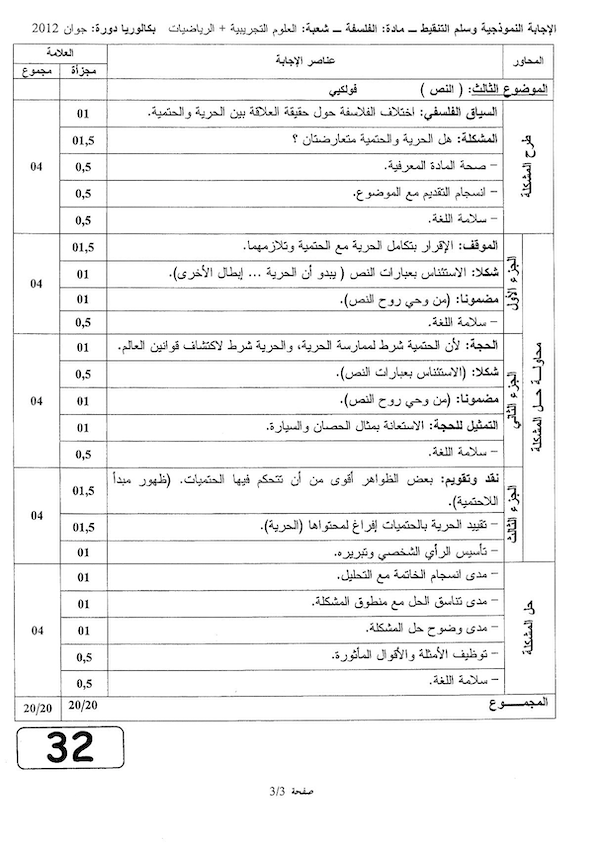 الإجابة النموذجية وسلم التنقيط ــ مادة: الفلسفة ــ شعبة: العلوم التجريبية + الرياضيات بكالوريا دورة: جوان 2012
المحاور عناصر الإجابة العلامة
مجزأة مجموع
الموضوع الثالث: ( النص ) فولكيي
طرح المشكلة
السياق الفلسفي: اختلاف الفلاسفة حول حقيقة العلاقة بين الحرية والحتمية. 01
المشكلة: هل الحرية والحتمية متعارضتان ؟ 01,5
– صحة المادة المعرفية. 0,5 04
– انسجام التقديم مع الموضوع. 0,5
– سلامة اللغة. 0,5
محاولة حل المشكلة
الجزء الأول
الموقف: الإقرار بتكامل الحرية مع الحتمية وتلازمهما. 01,5
شكلا: الاستئناس بعبارات النص ( يبدو أن الحرية ... إبطال الأخرى). 01 04
مضمونا: (من وحي روح النص). 01
– سلامة اللغة. 0,5
الجزء الثاني
الحجة: لأن الحتمية شرط لممارسة الحرية، والحرية شرط لاكتشاف قوانين العالم. 01
شكلا: (الاستئناس بعبارات النص). 0,5
مضمونا: (من وحي روح النص). 01 04
التمثيل للحجة: الاستعانة بمثال الحصان والسيارة. 01
– سلامة اللغة. 0,5
الجزء الثالث
نقد وتقويم: بعض الظواهر أقوى من أن تتحكم فيها الحتميات. (ظهور مبدأ
اللاحتمية). 01,5
– تقييد الحرية بالحتميات إفراغ لمحتواها (الحرية). 01,5 04
– تأسيس الرأي الشخصي وتبريره. 01
حل المشكلة
– مدى انسجام الخاتمة مع التحليل. 01
– مدى تناسق الحل مع منطوق المشكلة. 01
– مدى وضوح حل المشكلة. 01 04
– توظيف الأمثلة والأقوال المأثورة. 0,5
– سلامة اللغة. 0,5
المجمــــوع 20/20 20/20
32
صفحة 3/3